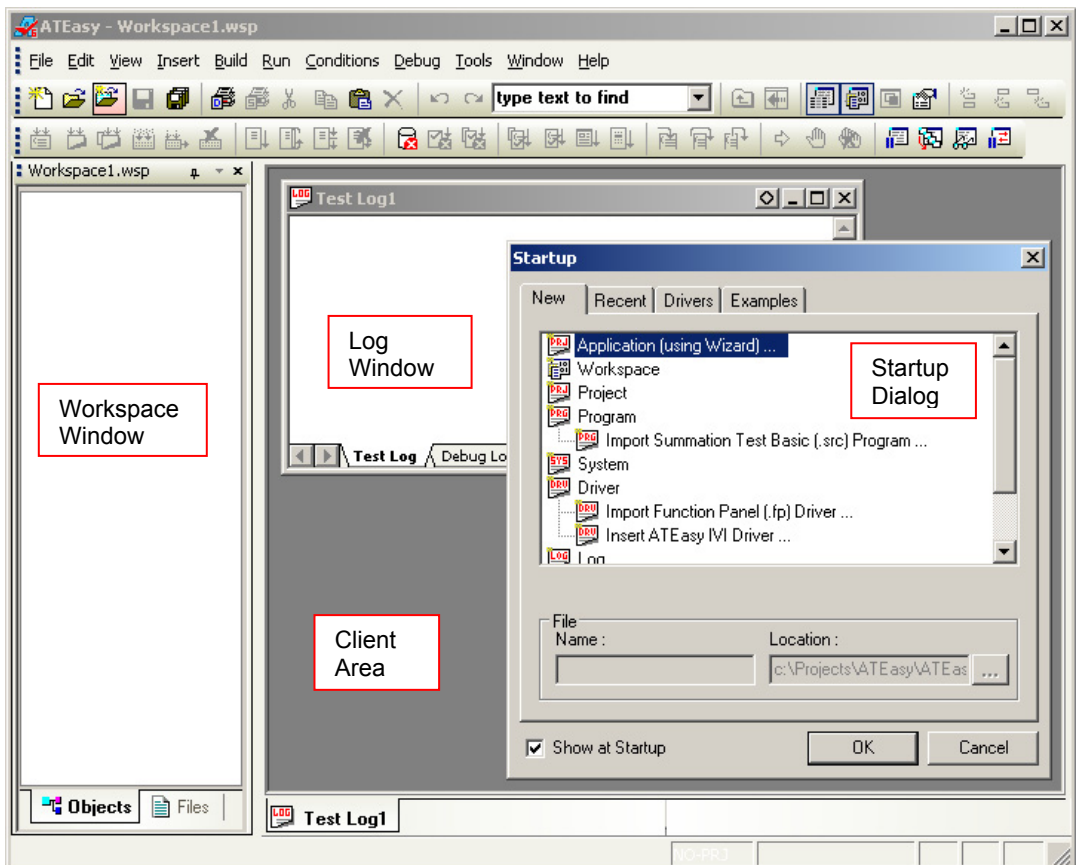 ATEasy - Workspace1.wsp
File Edit View Insert Build Run Conditions Debug Tools Window Help
type text to find
Workspace1.wsp
Test Log1
Startup
New Recent Drivers Examples
Application (using Wizard) ...
Workspace
Project
Program
Import Summation Test Basic (.src) Program ...
System
Driver
Import Function Panel (.fp) Driver ...
Insert ATEasy IVI Driver ...
Log
Log
Window
Startup
Dialog
Workspace
Window
Test Log Debug Lo
Client
Area
File
Name :
Location :
c:\Projects\ATEasy\ATEas ...
Show at Startup
OK Cancel
Objects Files
Test Log1
NO-PRJ